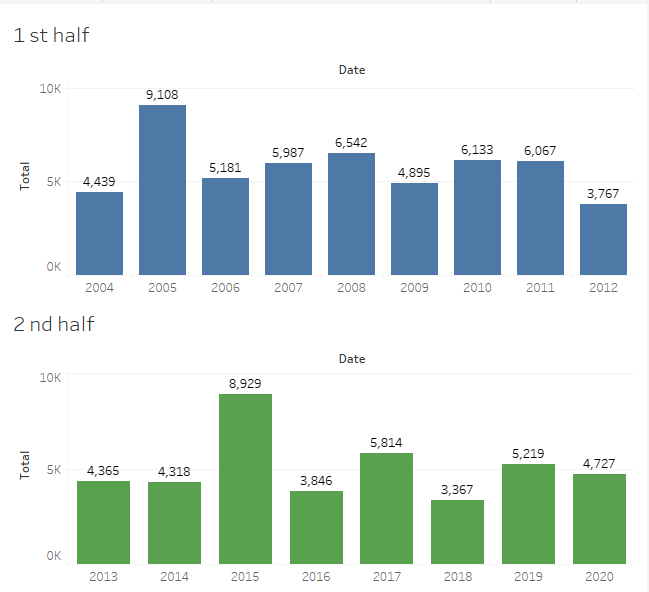 1 st half
Date
10K
9,108
6,542
6,133
6,067
5,987
5,181
4,895
Total
5K
4,439
3,767
0K
2004 2005 2006 2007 2008 2009 2010 2011 2012
2 nd half
Date
10K
8,929
5,814
5,219
4,727
4,365
4,318
Total
5K
3,846
3,367
0K
2013 2014 2015 2016 2017 2018 2019 2020